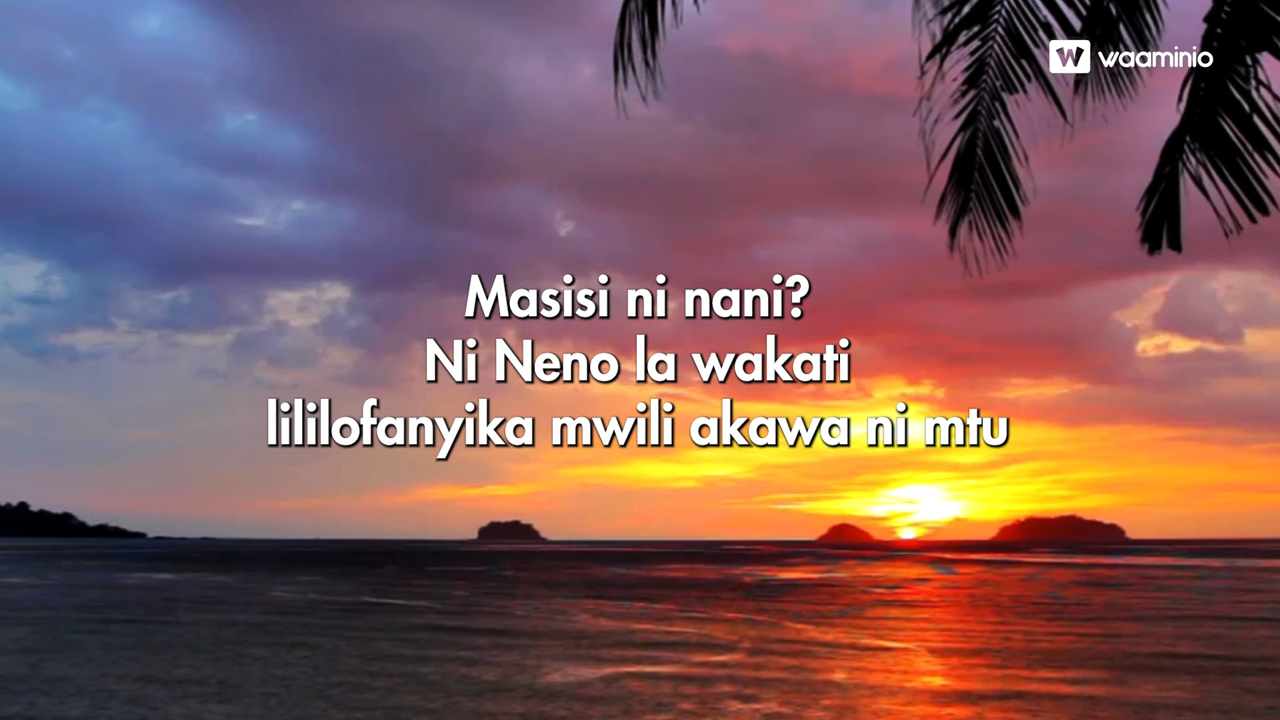 waaminio
Masisi ni nani?
Ni Neno la wakati
lililofanyika mwili akawa ni mtu